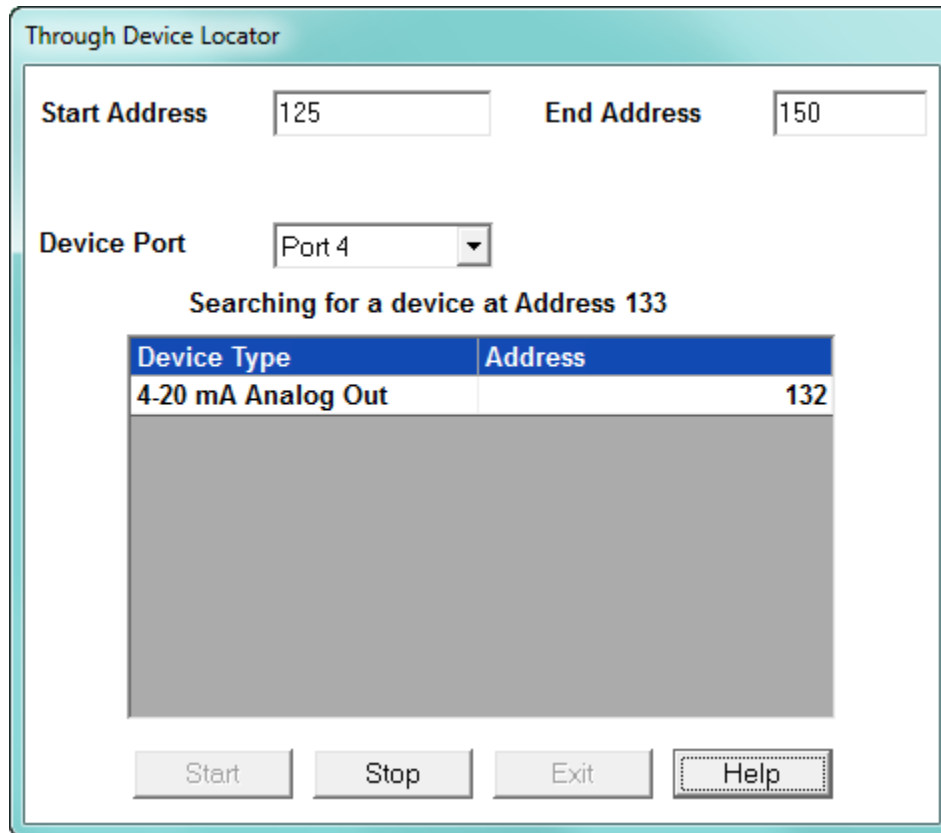 Through Device Locator
Start Address 125 End Address 150
Device Port Port 4
Searching for a device at Address 133
Device Type Address
4-20 mA Analog Out 132
Start Stop Exit Help